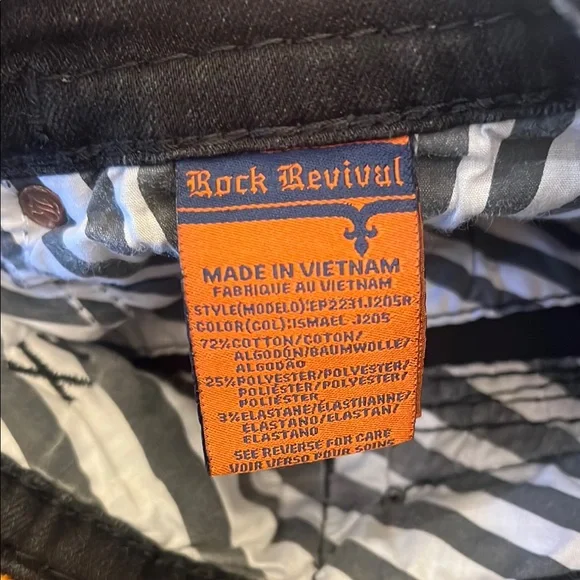 Rock Revival
MADE IN VIETNAM
FABRIQUE AU VIETNAM
STYLE(MODELO):EP2231J205R
COLOR(COL):ISMAEL J205
72%COTTON/COTON/
ALGODÓN/BAUMWOLLE/
ALGODÃO
25%POLYESTER/POLYESTER/
POLIÉSTER/POLYESTER/
POLIÉSTER
3%ELASTANE/ÉLASTHANNE/
ELASTANO/ELASTAN/
ELASTANO
SEE REVERSE FOR CARE
VOIR VERSO POUR SOINS